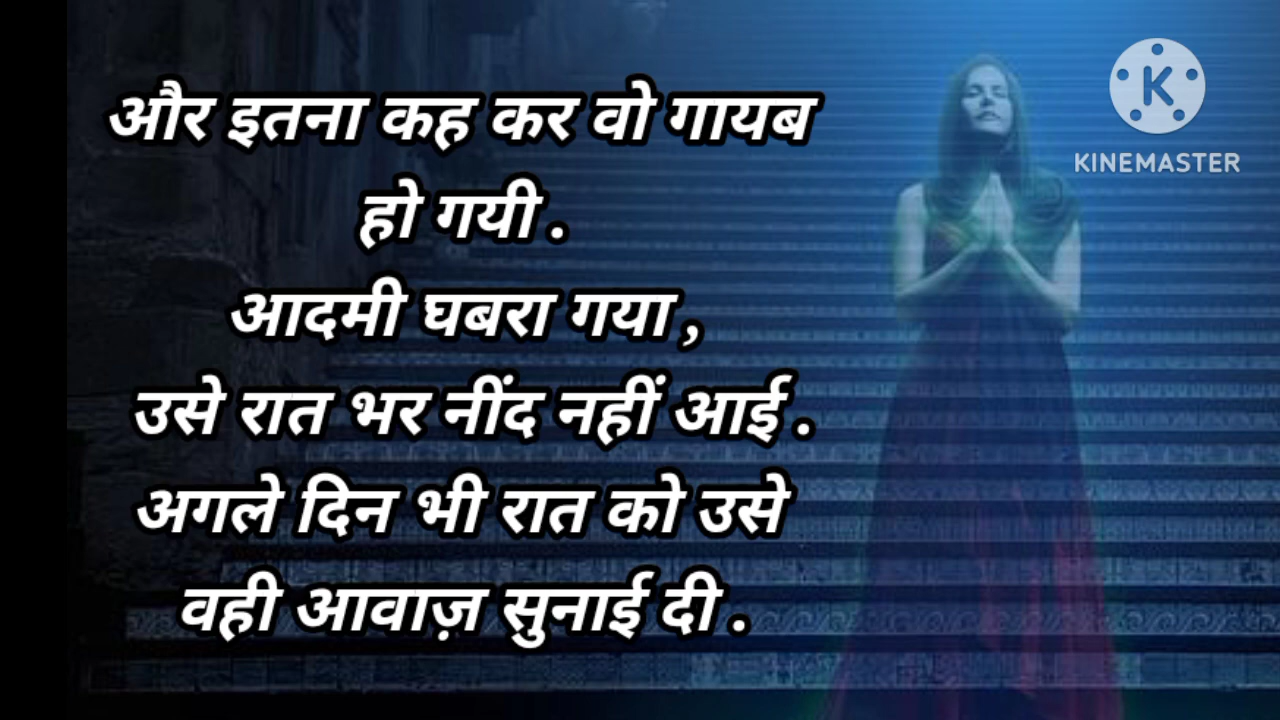 और इतना कह कर वो गायब
हो गयी .
आदमी घबरा गया ,
उसे रात भर नींद नहीं आई .
अगले दिन भी रात को उसे
वही आवाज़ सुनाई दी .
K
KINEMASTER